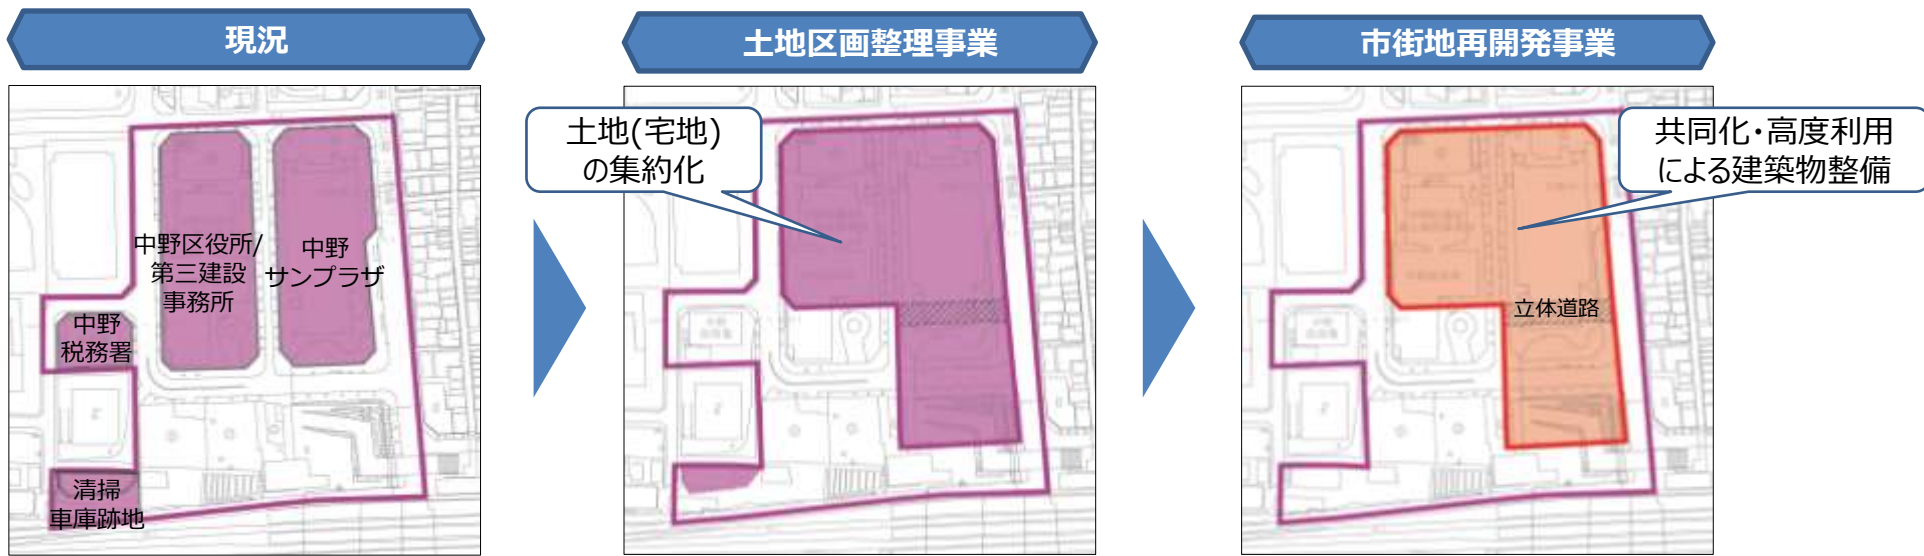 現況
土地区画整理事業
市街地再開発事業
中野区役所/
第三建設
事務所
中野
サンプラザ
中野
税務署
清掃
車庫跡地
土地(宅地)
の集約化
共同化・高度利用
による建築物整備
立体道路